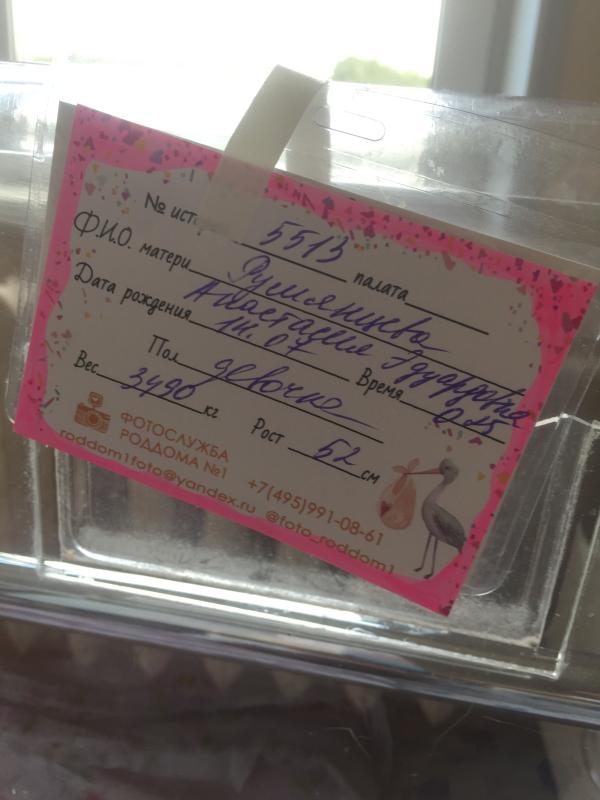 № ист 5513 палата
Ф.И.О. матери Румянцева
Анастасия Эдуардовна
Дата рождения 14.07 Время
Пол девочка
Вес 3490 кг Рост 52 см
ФОТОСЛУЖБА
РОДДОМА №1 +7(495)991-08-61
roddom1foto@yandex.ru @foto_roddom1